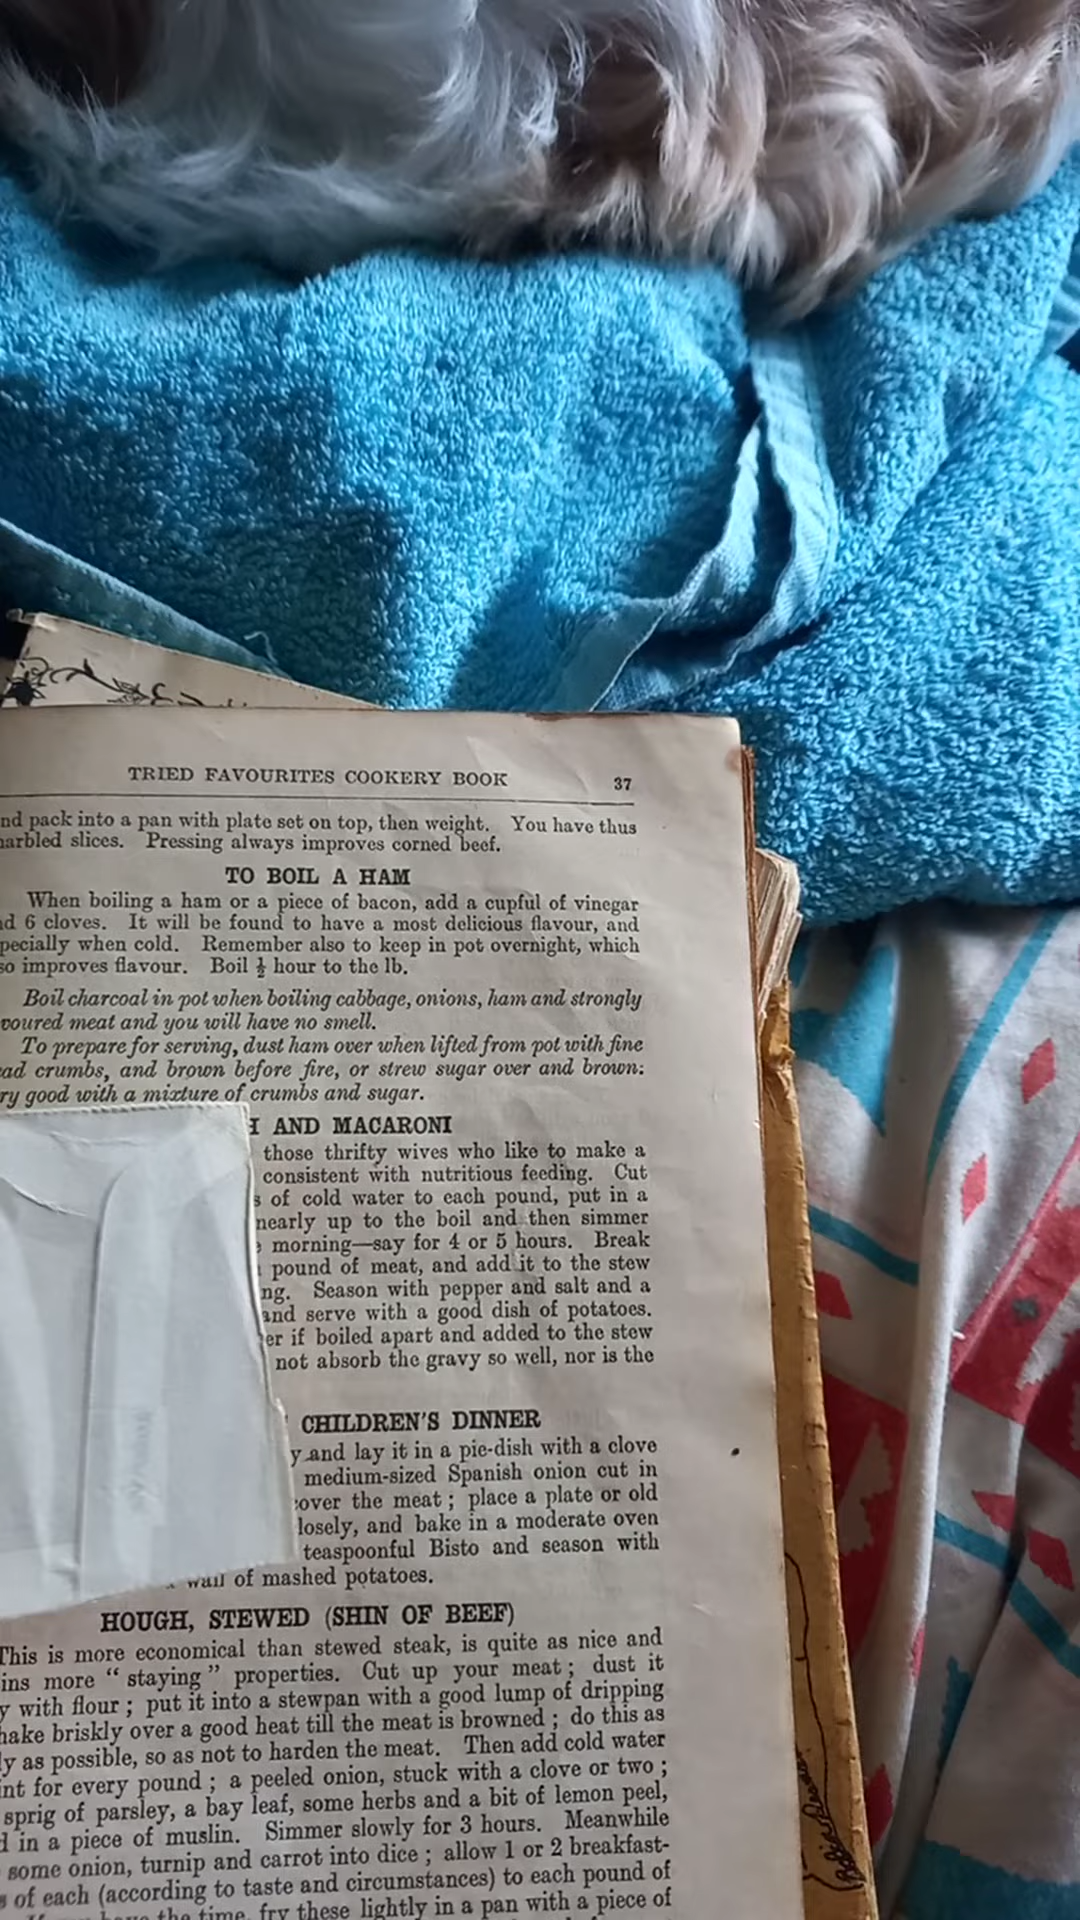 TRIED FAVOURITES COOKERY BOOK 37
nd pack into a pan with plate set on top, then weight. You have thus
arbled slices. Pressing always improves corned beef.
TO BOIL A HAM
When boiling a ham or a piece of bacon, add a cupful of vinegar
d 6 cloves. It will be found to have a most delicious flavour, and
pecially when cold. Remember also to keep in pot overnight, which
so improves flavour. Boil ½ hour to the lb.
Boil charcoal in pot when boiling cabbage, onions, ham and strongly
voured meat and you will have no smell.
To prepare for serving, dust ham over when lifted from pot with fine
ad crumbs, and brown before fire, or strew sugar over and brown:
ry good with a mixture of crumbs and sugar.
H AND MACARONI
those thrifty wives who like to make a
consistent with nutritious feeding. Cut
s of cold water to each pound, put in a
nearly up to the boil and then simmer
morning—say for 4 or 5 hours. Break
pound of meat, and add it to the stew
ng. Season with pepper and salt and a
and serve with a good dish of potatoes.
er if boiled apart and added to the stew
not absorb the gravy so well, nor is the
CHILDREN'S DINNER
y and lay it in a pie-dish with a clove
medium-sized Spanish onion cut in
cover the meat ; place a plate or old
losely, and bake in a moderate oven
teaspoonful Bisto and season with
wall of mashed potatoes.
HOUGH, STEWED (SHIN OF BEEF)
This is more economical than stewed steak, is quite as nice and
ins more “ staying ” properties. Cut up your meat ; dust it
y with flour ; put it into a stewpan with a good lump of dripping
hake briskly over a good heat till the meat is browned ; do this as
ly as possible, so as not to harden the meat. Then add cold water
int for every pound ; a peeled onion, stuck with a clove or two ;
sprig of parsley, a bay leaf, some herbs and a bit of lemon peel,
d in a piece of muslin. Simmer slowly for 3 hours. Meanwhile
some onion, turnip and carrot into dice ; allow 1 or 2 breakfast-
s of each (according to taste and circumstances) to each pound of
the time, fry these lightly in a pan with a piece of